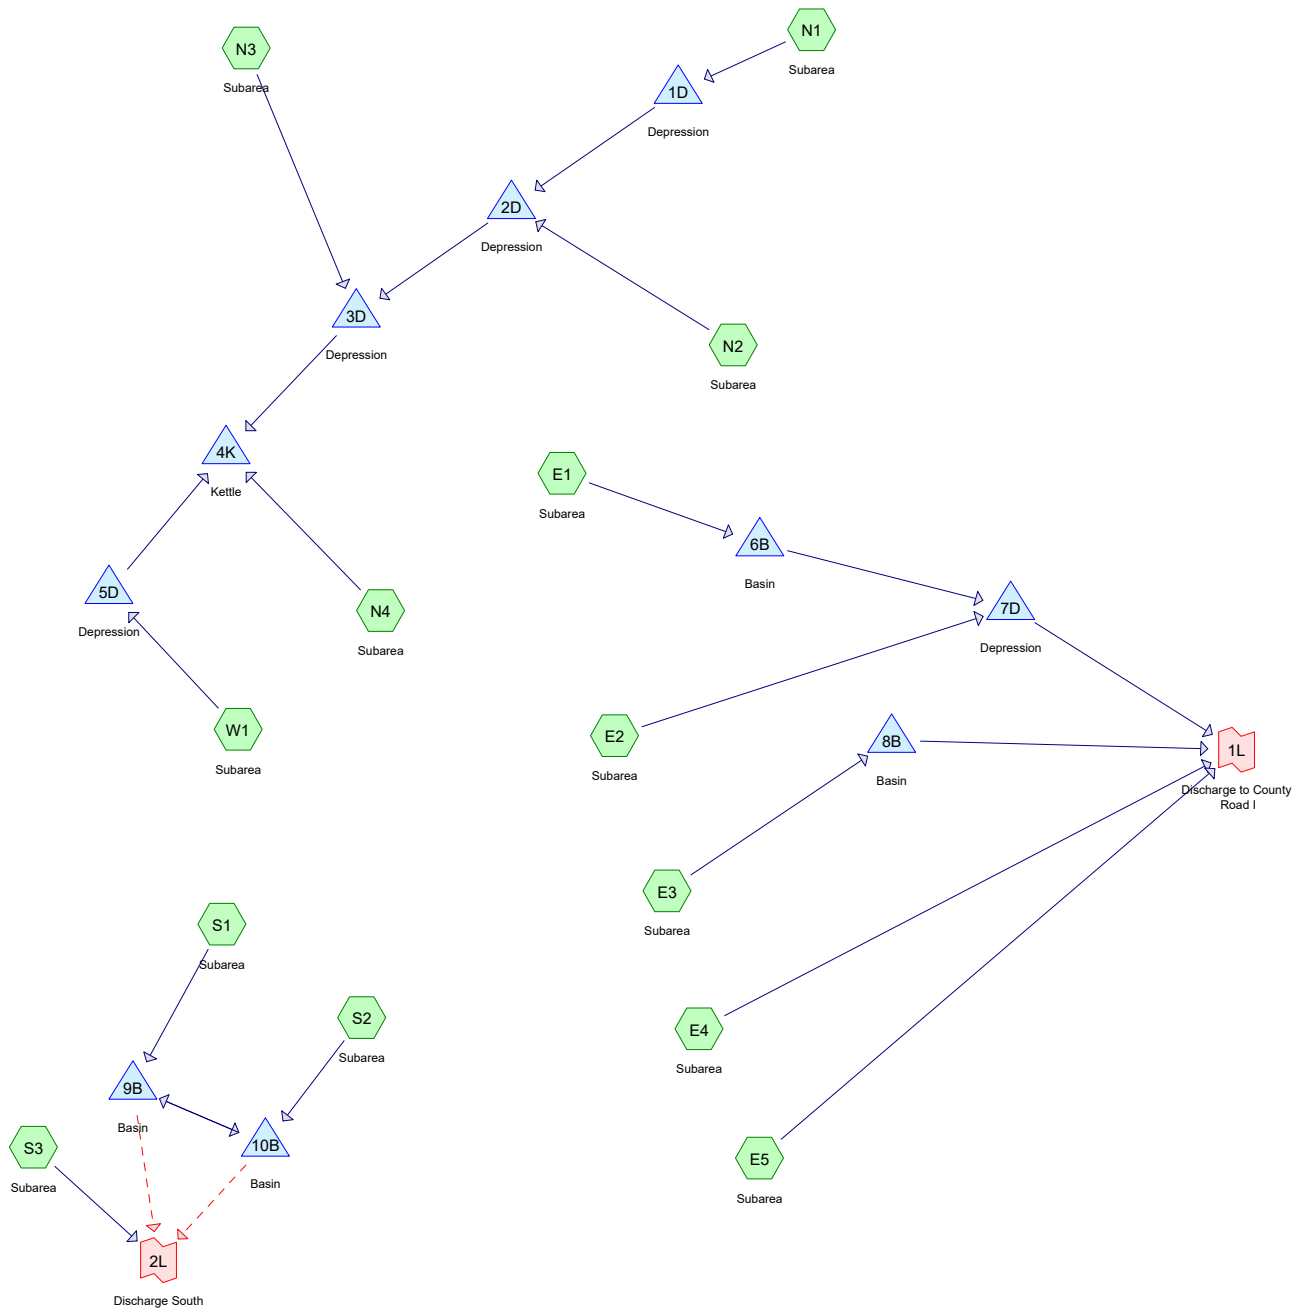 N1
Subarea
N3
Subarea
1D
Depression
2D
Depression
3D
Depression
N2
Subarea
4K
Kettle
E1
Subarea
6B
Basin
5D
Depression
N4
Subarea
7D
Depression
W1
Subarea
E2
Subarea
8B
Basin
1L
Discharge to County
Road I
E3
Subarea
S1
Subarea
S2
Subarea
E4
Subarea
9B
Basin
10B
Basin
S3
Subarea
E5
Subarea
2L
Discharge South